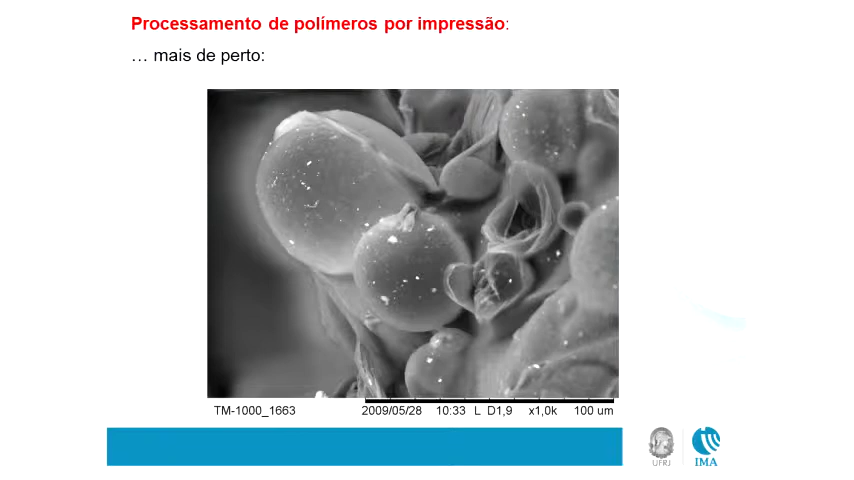 Processamento de polímeros por impressão:
… mais de perto:
TM-1000_1663 2009/05/28 10:33 L D1,9 x1,0k 100 um
UFRJ
IMA